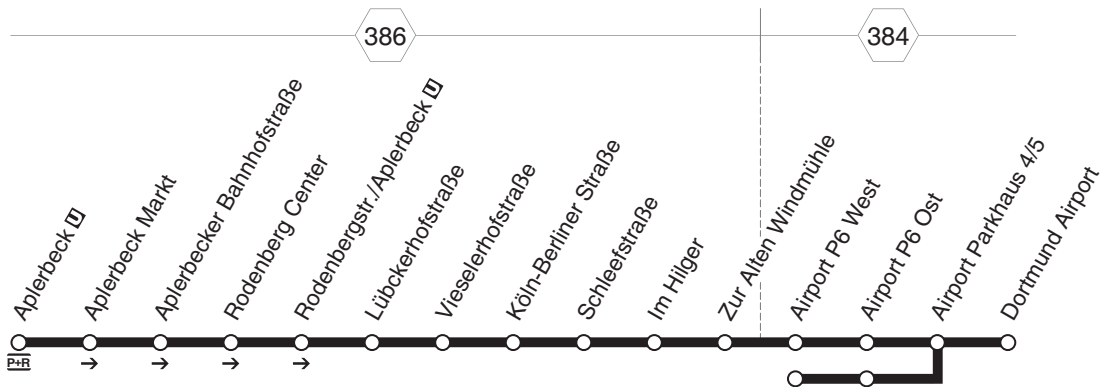 386
384
Aplerbeck U
Aplerbeck Markt
Aplerbecker Bahnhofstraße
Rodenberg Center
Rodenbergstr./Aplerbeck U
Lübckerhofstraße
Vieselerhofstraße
Köln-Berliner Straße
Schleefstraße
Im Hilger
Zur Alten Windmühle
Airport P6 West
Airport P6 Ost
Airport Parkhaus 4/5
Dortmund Airport
P+R